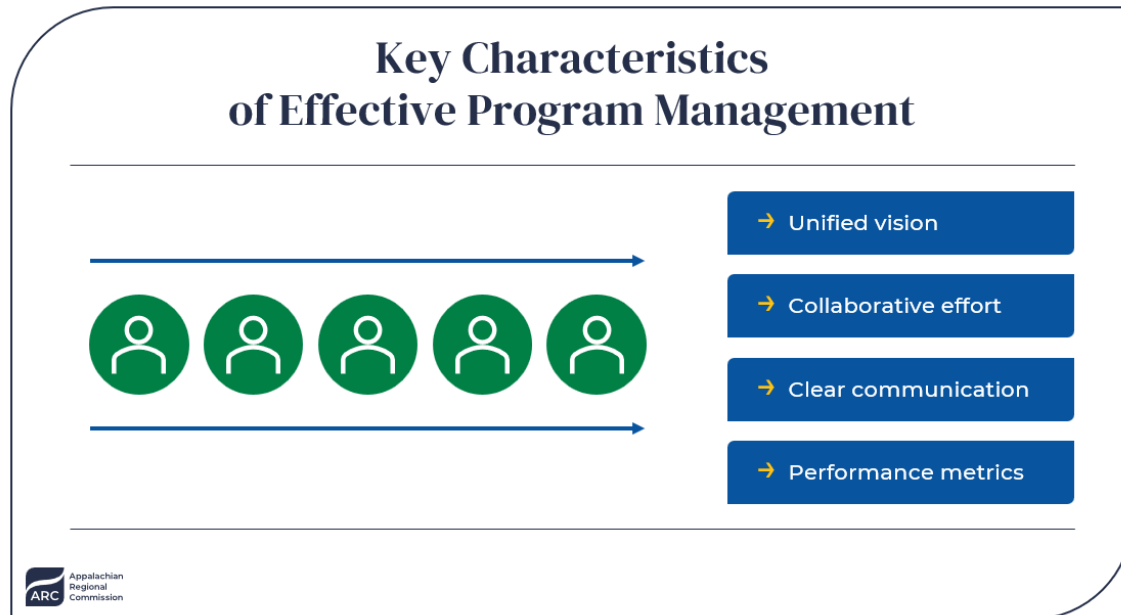 Key Characteristics
of Effective Program Management
→ Unified vision
→ Collaborative effort
→ Clear communication
→ Performance metrics
ARC
Appalachian
Regional
Commission